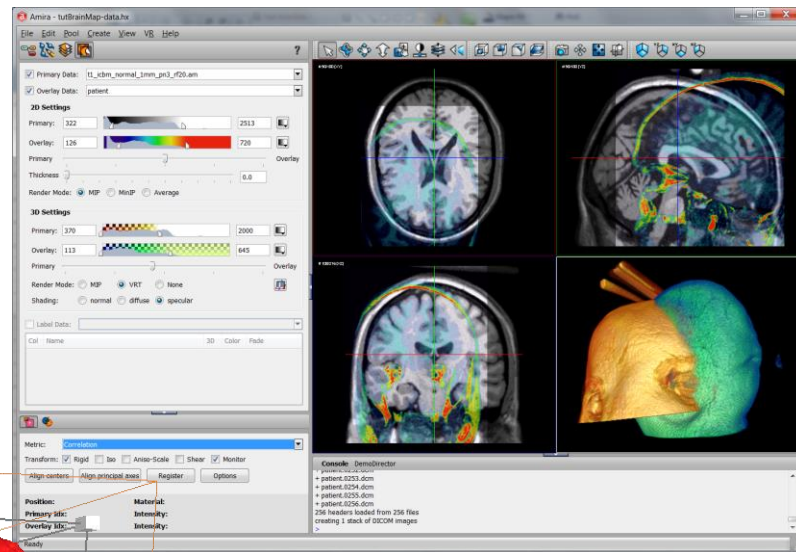 Amira - tutBrainMap-data.hx
File Edit Pool Create View VR Help
?
Primary Data: t1_icbm_normal_1mm_pn3_rf20.am
Overlay Data: patient
2D Settings
Primary: 322 2513
Overlay: 126 720
Primary Overlay
Thickness 0.0
Render Mode: MIP MinIP Average
3D Settings
Primary: 370 2000
Overlay: 113 645
Primary Overlay
Render Mode: MIP VRT None
Shading: normal diffuse specular
Label Data:
Col Name 3D Color Fade
Metric: Correlation
Transform: Rigid Iso Aniso-Scale Shear Monitor
Align centers Align principal axes Register Options
Position: Material:
Primary Idx: Intensity:
Overlay Idx: Intensity:
Ready
Console DemoDirector
+ patient.0252.dcm
+ patient.0253.dcm
+ patient.0254.dcm
+ patient.0255.dcm
+ patient.0256.dcm
256 headers loaded from 256 files
creating 1 stack of DICOM images
>